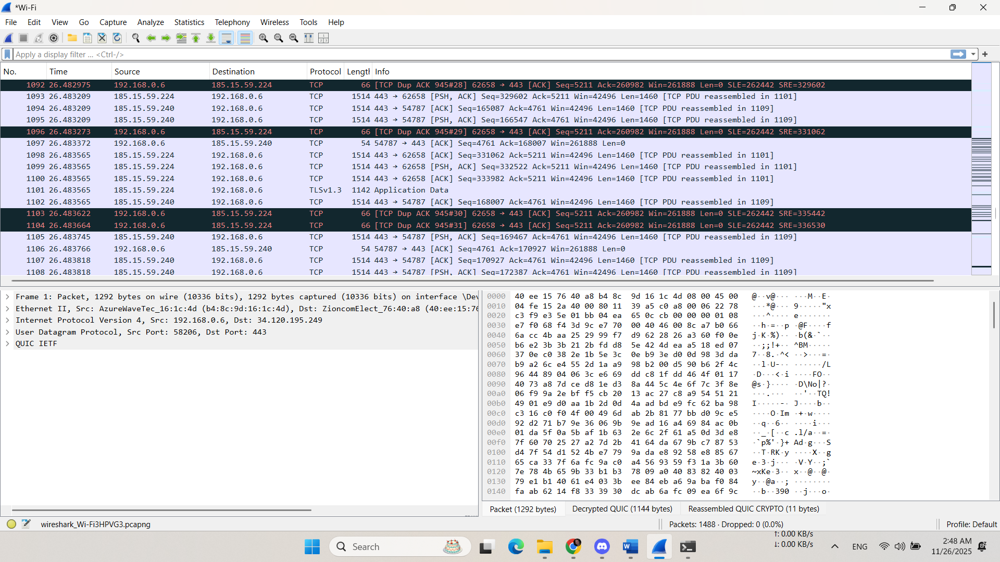 *Wi-Fi
File Edit View Go Capture Analyze Statistics Telephony Wireless Tools Help
Apply a display filter … <Ctrl-/>
No. Time Source Destination Protocol Length Info
1092 26.482975 192.168.0.6 185.15.59.224 TCP 66 [TCP Dup ACK 945#28] 62658 → 443 [ACK] Seq=5211 Ack=260982 Win=261888 Len=0 SLE=262442 SRE=329602
1093 26.483209 185.15.59.224 192.168.0.6 TCP 1514 443 → 62658 [PSH, ACK] Seq=329602 Ack=5211 Win=42496 Len=1460 [TCP PDU reassembled in 1101]
1094 26.483209 185.15.59.240 192.168.0.6 TCP 1514 443 → 54787 [ACK] Seq=165087 Ack=4761 Win=42496 Len=1460 [TCP PDU reassembled in 1109]
1095 26.483209 185.15.59.240 192.168.0.6 TCP 1514 443 → 54787 [PSH, ACK] Seq=166547 Ack=4761 Win=42496 Len=1460 [TCP PDU reassembled in 1109]
1096 26.483273 192.168.0.6 185.15.59.224 TCP 66 [TCP Dup ACK 945#29] 62658 → 443 [ACK] Seq=5211 Ack=260982 Win=261888 Len=0 SLE=262442 SRE=331062
1097 26.483372 192.168.0.6 185.15.59.240 TCP 54 54787 → 443 [ACK] Seq=4761 Ack=168007 Win=261888 Len=0
1098 26.483565 185.15.59.224 192.168.0.6 TCP 1514 443 → 62658 [ACK] Seq=331062 Ack=5211 Win=42496 Len=1460 [TCP PDU reassembled in 1101]
1099 26.483565 185.15.59.224 192.168.0.6 TCP 1514 443 → 62658 [PSH, ACK] Seq=332522 Ack=5211 Win=42496 Len=1460 [TCP PDU reassembled in 1101]
1100 26.483565 185.15.59.224 192.168.0.6 TCP 1514 443 → 62658 [ACK] Seq=333982 Ack=5211 Win=42496 Len=1460 [TCP PDU reassembled in 1101]
1101 26.483565 185.15.59.224 192.168.0.6 TLSv1.3 1142 Application Data
1102 26.483565 185.15.59.240 192.168.0.6 TCP 1514 443 → 54787 [ACK] Seq=168007 Ack=4761 Win=42496 Len=1460 [TCP PDU reassembled in 1109]
1103 26.483622 192.168.0.6 185.15.59.224 TCP 66 [TCP Dup ACK 945#30] 62658 → 443 [ACK] Seq=5211 Ack=260982 Win=261888 Len=0 SLE=262442 SRE=335442
1104 26.483664 192.168.0.6 185.15.59.224 TCP 66 [TCP Dup ACK 945#31] 62658 → 443 [ACK] Seq=5211 Ack=260982 Win=261888 Len=0 SLE=262442 SRE=336530
1105 26.483745 185.15.59.240 192.168.0.6 TCP 1514 443 → 54787 [PSH, ACK] Seq=169467 Ack=4761 Win=42496 Len=1460 [TCP PDU reassembled in 1109]
1106 26.483766 192.168.0.6 185.15.59.240 TCP 54 54787 → 443 [ACK] Seq=4761 Ack=170927 Win=261888 Len=0
1107 26.483818 185.15.59.240 192.168.0.6 TCP 1514 443 → 54787 [ACK] Seq=170927 Ack=4761 Win=42496 Len=1460 [TCP PDU reassembled in 1109]
1108 26.483818 185.15.59.240 192.168.0.6 TCP 1514 443 → 54787 [PSH, ACK] Seq=172387 Ack=4761 Win=42496 Len=1460 [TCP PDU reassembled in 1109]
Frame 1: Packet, 1292 bytes on wire (10336 bits), 1292 bytes captured (10336 bits) on interface \Dev
Ethernet II, Src: AzureWaveTec_16:1c:4d (b4:8c:9d:16:1c:4d), Dst: ZioncomElect_76:40:a8 (40:ee:15:76
Internet Protocol Version 4, Src: 192.168.0.6, Dst: 34.120.195.249
User Datagram Protocol, Src Port: 58206, Dst Port: 443
QUIC IETF
0000 40 ee 15 76 40 a8 b4 8c 9d 16 1c 4d 08 00 45 00 @··v@··· ···M··E·
0010 04 fe 15 2a 40 00 80 11 39 a5 c0 a8 00 06 22 78 ···*@··· 9·····"x
0020 c3 f9 e3 5e 01 bb 04 ea 65 0c cb 00 00 00 01 08 ···^···· e·······
0030 e7 f0 68 f4 3d 9c e7 70 00 40 46 00 8c a7 b0 66 ··h·=··p ·@F····f
0040 6a cc 4b aa 25 29 99 f7 d9 62 28 26 a3 60 f0 0e j·K·%)·· ·b(&·`··
0050 b6 e2 3b 3b 21 2b fd d8 5e 42 4d ea a5 18 ed 07 ··;;!+·· ^BM·····
0060 37 0e c0 38 2e 1b 5e 3c 0e b9 3e d0 0d 98 3d da 7··8.·^< ··>···=·
0070 b9 a2 6c e4 55 2d 1a a9 98 b2 00 d5 90 b6 2f 4c ··l·U-·· ······/L
0080 96 44 89 04 06 3c e6 69 dd c8 1f dd 46 4f 01 17 ·D···<·i ····FO··
0090 40 73 a8 7d ce d8 1e d3 8a 44 5c 4e 6f 7c 3f 8e @s·}···· ·D\No|?·
00a0 06 f9 9a 2e bf f5 cb 20 13 ac 27 c8 a9 54 51 21 ···.··· ··'··TQ!
00b0 49 01 e9 d0 aa 1b 2d 0d 4a ad bd e9 fc 62 ba 98 I·····-· J····b··
00c0 c3 16 c0 f0 4f 00 49 6d ab 2b 81 77 bb d0 9c e5 ····O·Im ·+·w····
00d0 92 d2 71 b7 9e 36 06 9b 9e ad 16 a4 69 84 ac 0b ··q··6·· ····i···
00e0 01 da 5f 0a 5b af 1b 63 2e 6c 2f 61 a5 0d 3d e8 ··_·[··c .l/a··=·
00f0 7f 60 70 25 27 a2 7d 2b 41 64 da 67 9b c7 87 53 ·`p%'·}+ Ad·g···S
0100 d4 7f 54 d1 52 4b e7 79 9a da e8 92 58 e8 85 67 ··T·RK·y ····X··g
0110 65 ca 33 7f 6a fc 9a c0 a4 56 93 59 f3 1a 3b 60 e·3·j··· ·V·Y··;`
0120 7e 78 4b 65 9b 33 b1 b3 78 09 a0 40 83 82 40 03 ~xKe·3·· x··@··@·
0130 79 e1 b1 40 61 e4 03 3b ee 84 eb a6 9a ba f0 84 y··@a··; ········
0140 fa ab 62 14 f8 33 39 30 dc ab 6a fc 09 ea 6f 9c ··b··390 ··j···o·
Packet (1292 bytes) Decrypted QUIC (1144 bytes) Reassembled QUIC CRYPTO (11 bytes)
wireshark_Wi-Fi3HPVG3.pcapng Packets: 1488 · Dropped: 0 (0.0%) Profile: Default
Search
↑: 0.00 KB/s
↓: 0.00 KB/s
ENG
2:48 AM
11/26/2025